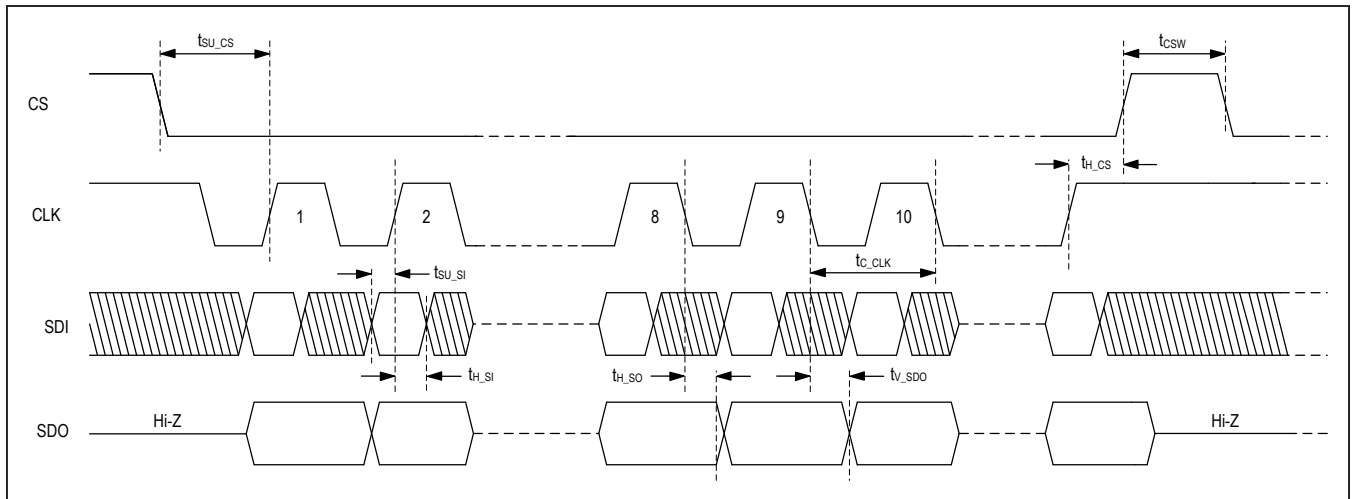 tSU_CS
tCSW
CS
tH_CS
CLK
1
2
8
9
10
tSU_SI
tC_CLK
SDI
tH_SI
tH_SO
tV_SDO
SDO
Hi-Z
Hi-Z